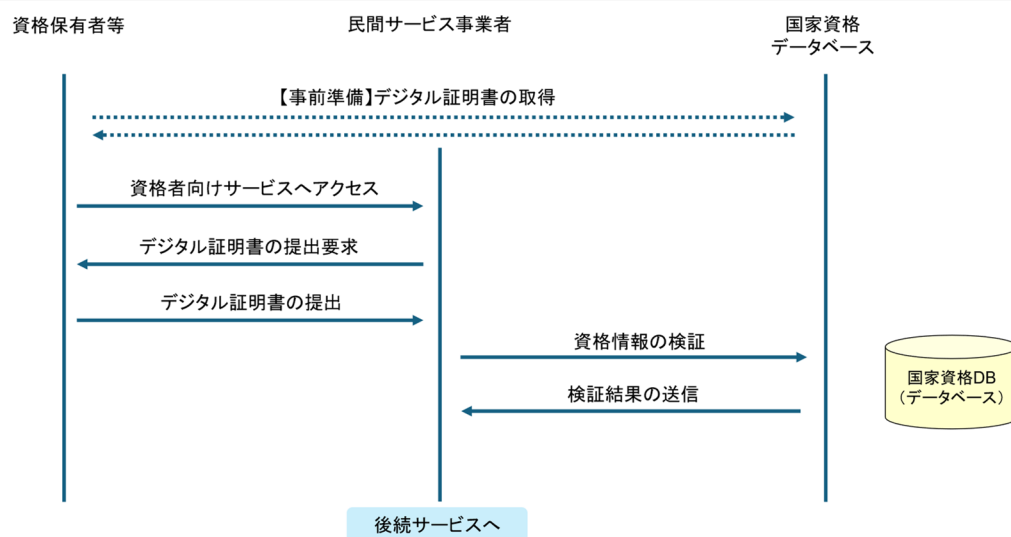 資格保有者等
民間サービス事業者
国家資格
データベース
【事前準備】デジタル証明書の取得
資格者向けサービスへアクセス
デジタル証明書の提出要求
デジタル証明書の提出
資格情報の検証
国家資格DB
（データベース）
検証結果の送信
後続サービスへ